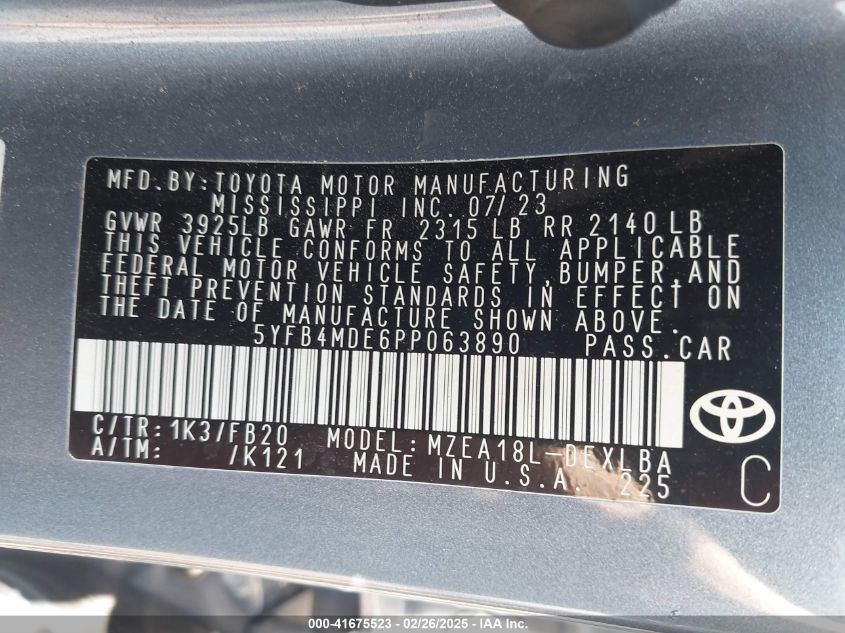 MFD.BY:TOYOTA MOTOR MANUFACTURING
MISSISSIPPI INC. 07/23
GVWR 3925LB GAWR FR 2315LB RR 2140LB
THIS VEHICLE CONFORMS TO ALL APPLICABLE
FEDERAL MOTOR VEHICLE SAFETY,BUMPER,AND
THEFT PREVENTION STANDARDS IN EFFECT ON
THE DATE OF MANUFACTURE SHOWN ABOVE.
5YFB4MDE6PP063890 PASS.CAR
C/TR:1K3/FB20 MODEL:MZEA18L-DEXLBA
A/TM: /K121 MADE IN U.S.A. 225
C
000-41675523 - 02/26/2025 - IAA Inc.